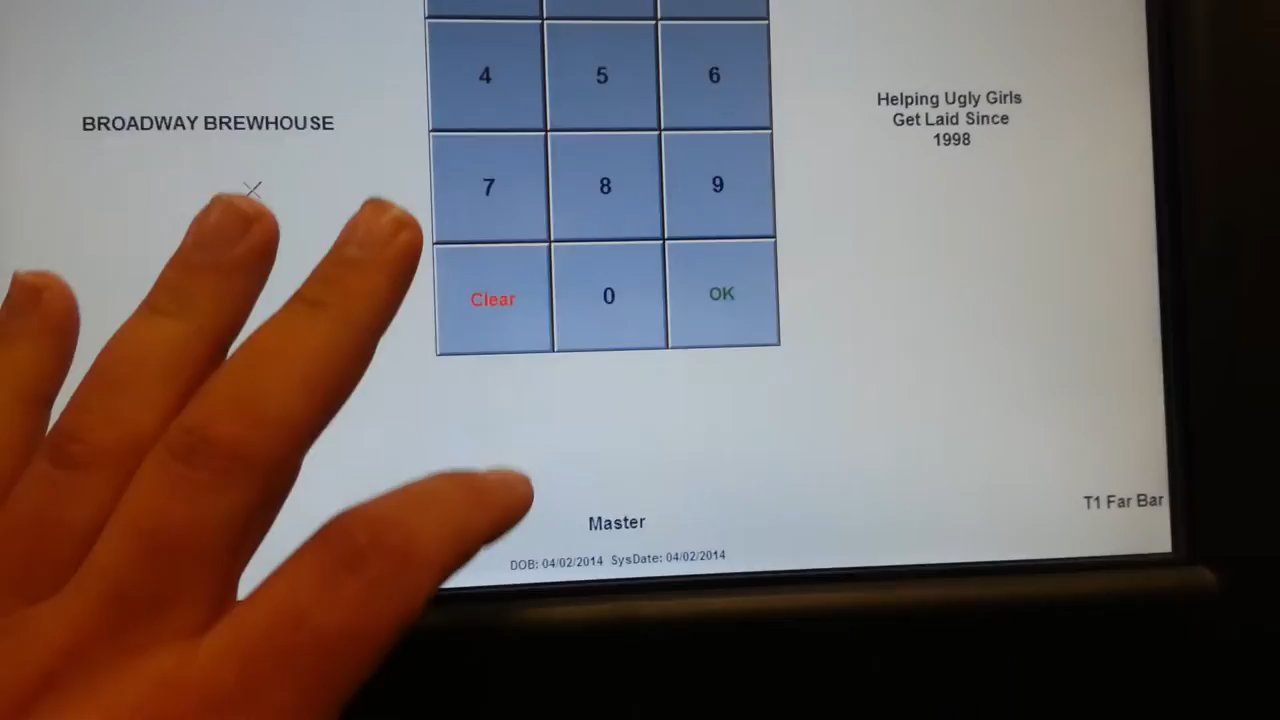 4 5 6
BROADWAY BREWHOUSE
Helping Ugly Girls
Get Laid Since
1998
7 8 9
Clear 0 OK
T1 Far Bar
Master
DOB: 04/02/2014 SysDate: 04/02/2014